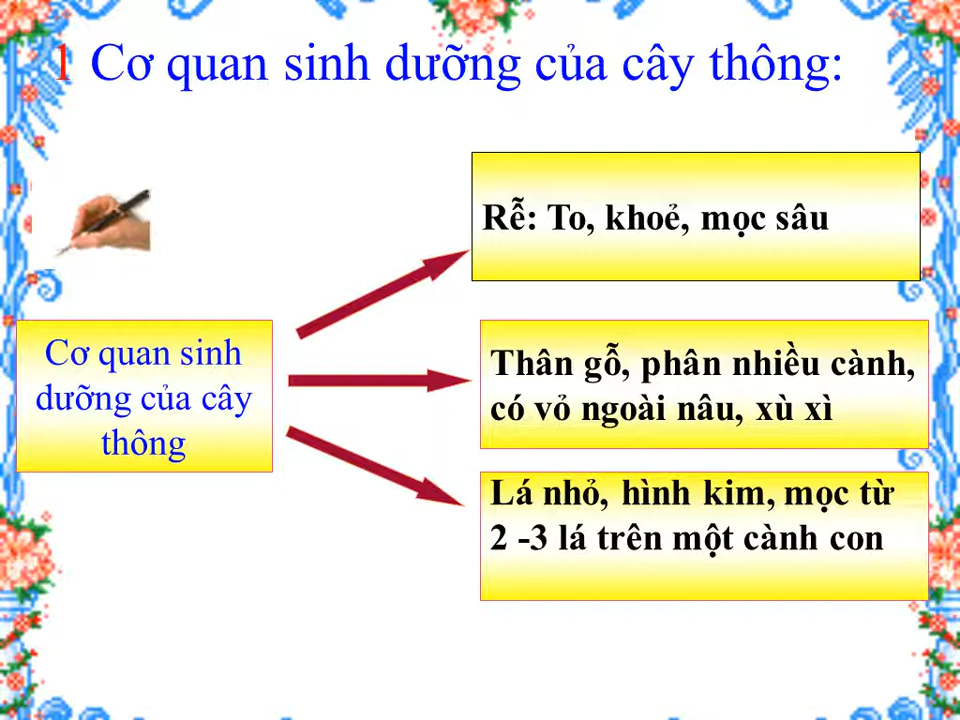 1 Cơ quan sinh dưỡng của cây thông:
Rễ: To, khoẻ, mọc sâu
Cơ quan sinh
dưỡng của cây
thông
Thân gỗ, phân nhiều cành,
có vỏ ngoài nâu, xù xì
Lá nhỏ, hình kim, mọc từ
2 -3 lá trên một cành con